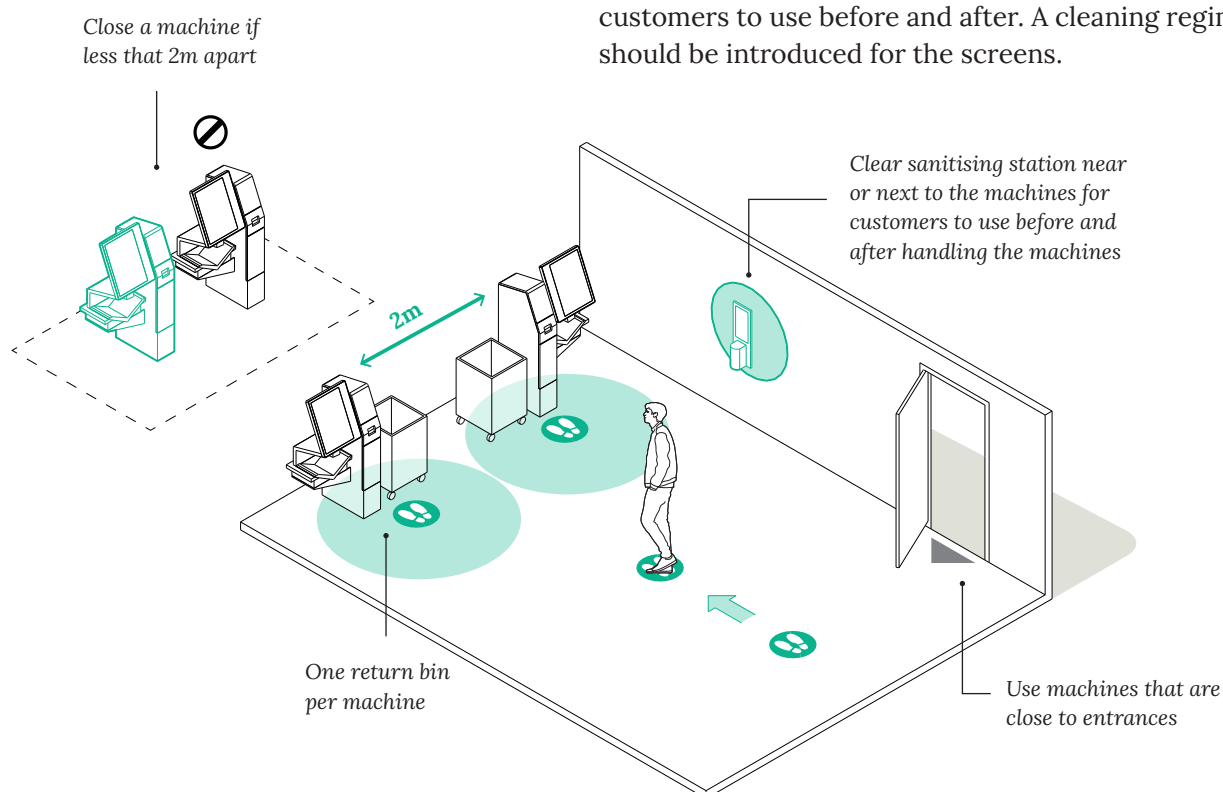 customers to use before and after. A cleaning regim
should be introduced for the screens.
Close a machine if
less that 2m apart
Clear sanitising station near
or next to the machines for
customers to use before and
after handling the machines
2m
One return bin
per machine
Use machines that are
close to entrances